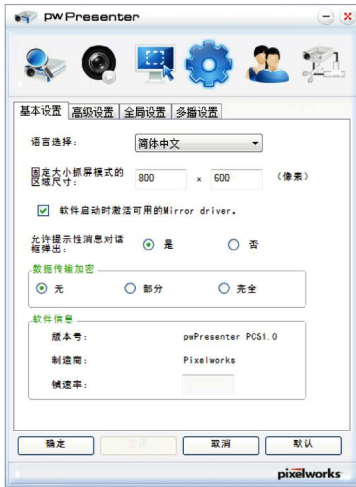 pwPresenter
基本设置 高级设置 全局设置 多播设置
语言选择: 简体中文
固定大小抓屏模式的
区域尺寸: 800 x 600 (像素)
软件启动时激活可用的Mirror driver.
允许提示性消息对话
框弹出: 是 否
数据传输加密
无 部分 完全
软件信息
版本号: pwPresenter PCS1.0
制造商: Pixelworks
帧速率:
确定 应用 取消 默认
pixelworks